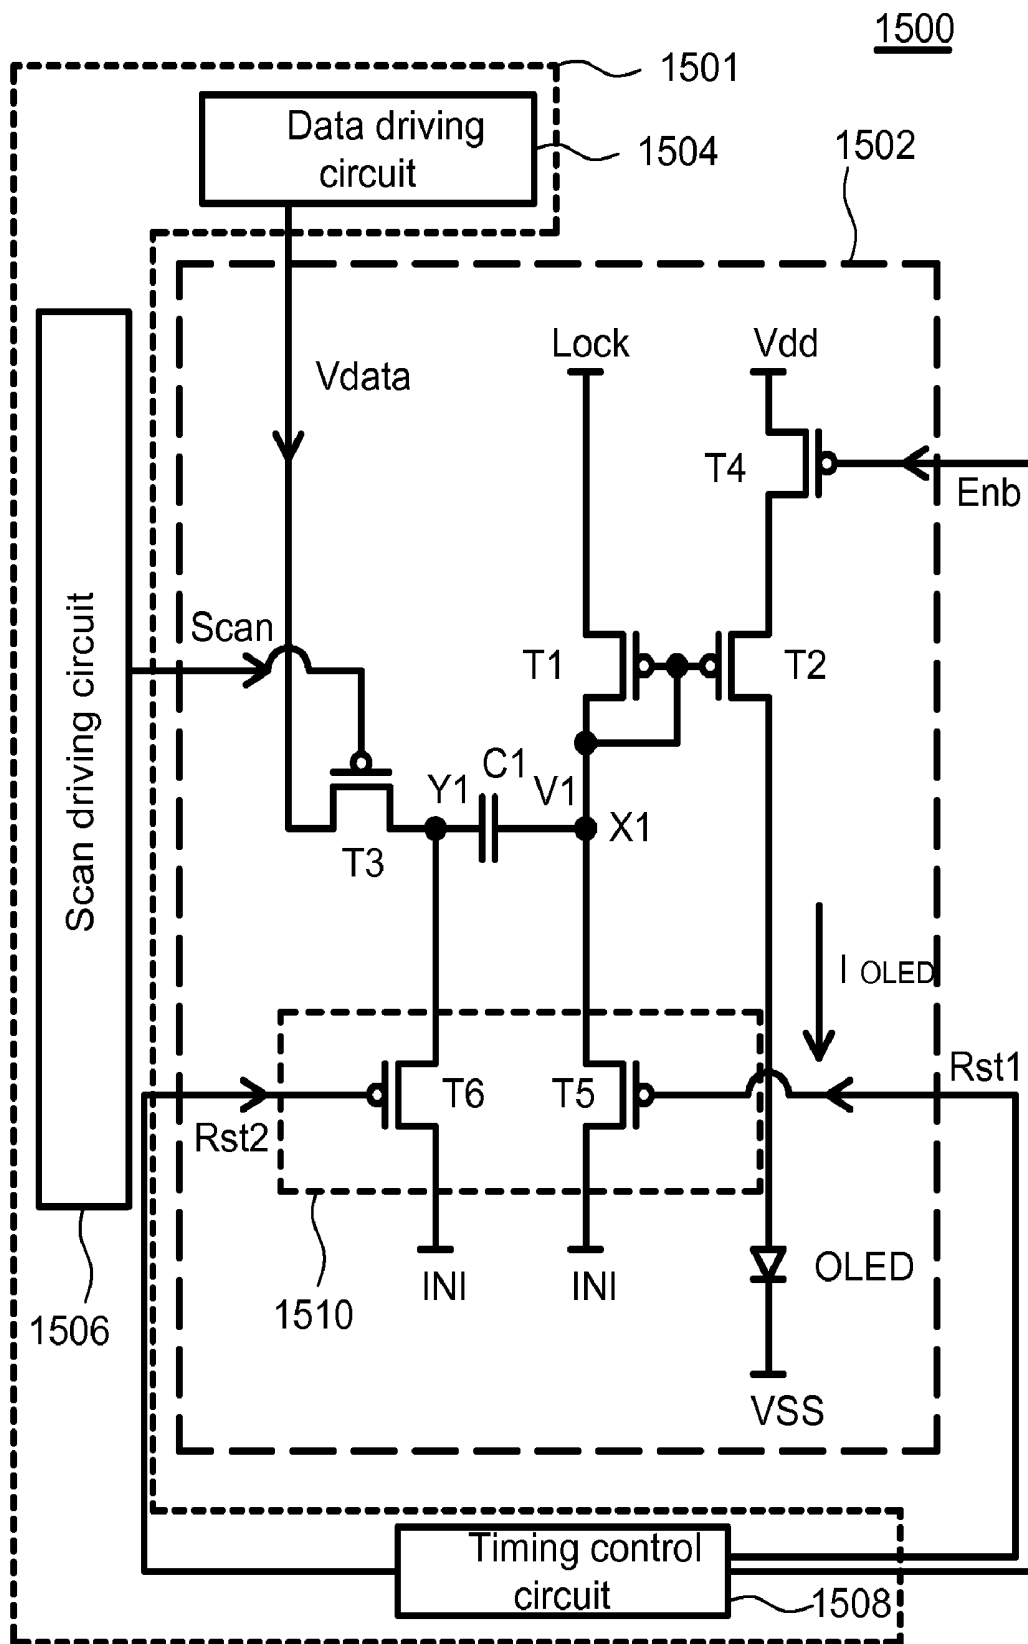 1500
1501
Data driving
circuit
1504
1502
Lock
Vdd
Vdata
T4
Enb
Scan
T1
T2
Scan driving circuit
C1
Y1
V1
X1
T3
I OLED
Rst1
T6
T5
Rst2
INI
INI
OLED
1510
1506
VSS
Timing control
circuit
1508